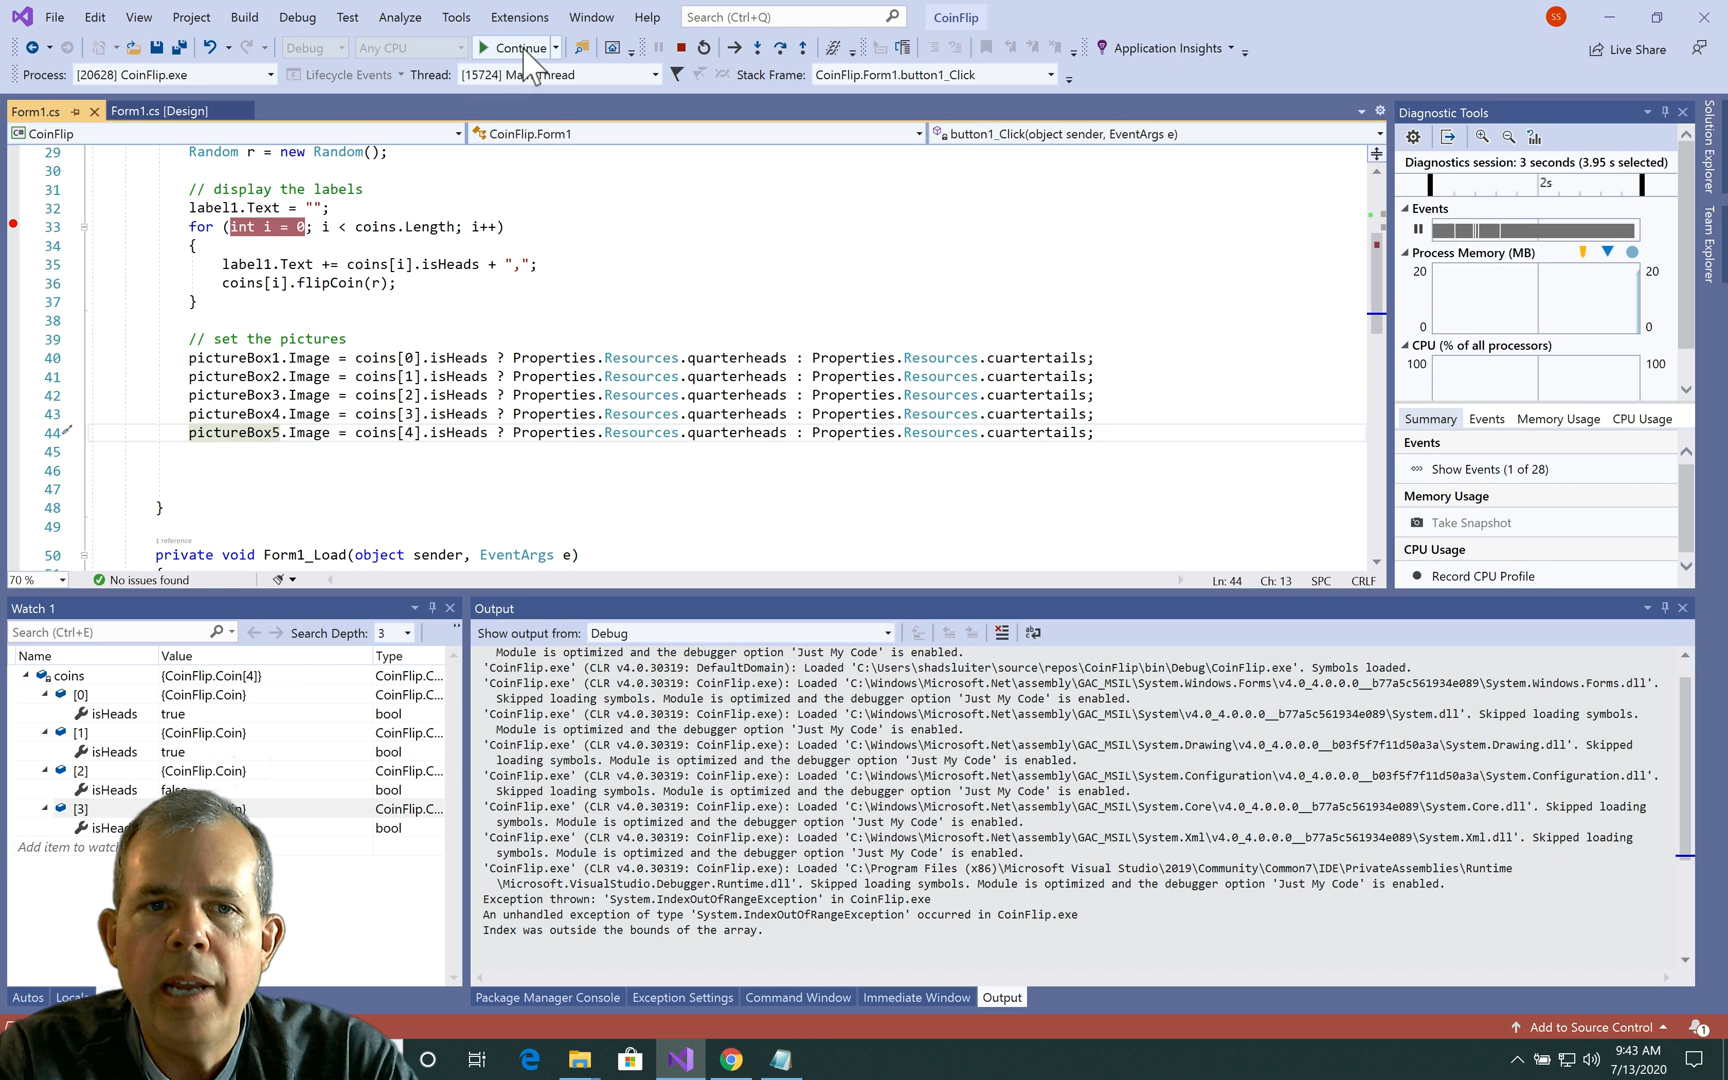 File Edit View Project Build Debug Test Analyze Tools Extensions Window Help Search (Ctrl+Q) CoinFlip SS
Debug Any CPU Continue Application Insights Live Share
Process: [20628] CoinFlip.exe Lifecycle Events Thread: [15724] Thread Stack Frame: CoinFlip.Form1.button1_Click
Form1.cs Form1.cs [Design]
CoinFlip CoinFlip.Form1 button1_Click(object sender, EventArgs e)
29 Random r = new Random();
30
31 // display the labels
32 label1.Text = "";
33 for (int i = 0; i < coins.Length; i++)
34 {
35 label1.Text += coins[i].isHeads + ",";
36 coins[i].flipCoin(r);
37 }
38
39 // set the pictures
40 pictureBox1.Image = coins[0].isHeads ? Properties.Resources.quarterheads : Properties.Resources.cuartertails;
41 pictureBox2.Image = coins[1].isHeads ? Properties.Resources.quarterheads : Properties.Resources.cuartertails;
42 pictureBox3.Image = coins[2].isHeads ? Properties.Resources.quarterheads : Properties.Resources.cuartertails;
43 pictureBox4.Image = coins[3].isHeads ? Properties.Resources.quarterheads : Properties.Resources.cuartertails;
44 pictureBox5.Image = coins[4].isHeads ? Properties.Resources.quarterheads : Properties.Resources.cuartertails;
45
46
47
48 }
49
1 reference
50 private void Form1_Load(object sender, EventArgs e)
70 % No issues found Ln: 44 Ch: 13 SPC CRLF
Diagnostic Tools
Diagnostics session: 3 seconds (3.95 s selected)
2s
Events
Process Memory (MB)
20 20
0 0
CPU (% of all processors)
100 100
Summary Events Memory Usage CPU Usage
Events
Show Events (1 of 28)
Memory Usage
Take Snapshot
CPU Usage
Record CPU Profile
Solution Explorer
Team Explorer
Watch 1
Search (Ctrl+E) Search Depth: 3
Name Value Type
coins {CoinFlip.Coin[4]} CoinFlip.C...
[0] {CoinFlip.Coin} CoinFlip.C...
isHeads true bool
[1] {CoinFlip.Coin} CoinFlip.C...
isHeads true bool
[2] {CoinFlip.Coin} CoinFlip.C...
isHeads false bool
[3] CoinFlip.C...
bool
Add item to watch
Autos
Output
Show output from: Debug
Module is optimized and the debugger option 'Just My Code' is enabled.
'CoinFlip.exe' (CLR v4.0.30319: DefaultDomain): Loaded 'C:\Users\shadsluiter\source\repos\CoinFlip\bin\Debug\CoinFlip.exe'. Symbols loaded.
'CoinFlip.exe' (CLR v4.0.30319: CoinFlip.exe): Loaded 'C:\Windows\Microsoft.Net\assembly\GAC_MSIL\System.Windows.Forms\v4.0_4.0.0.0__b77a5c561934e089\System.Windows.Forms.dll'.
Skipped loading symbols. Module is optimized and the debugger option 'Just My Code' is enabled.
'CoinFlip.exe' (CLR v4.0.30319: CoinFlip.exe): Loaded 'C:\Windows\Microsoft.Net\assembly\GAC_MSIL\System\v4.0_4.0.0.0__b77a5c561934e089\System.dll'. Skipped loading symbols.
Module is optimized and the debugger option 'Just My Code' is enabled.
'CoinFlip.exe' (CLR v4.0.30319: CoinFlip.exe): Loaded 'C:\Windows\Microsoft.Net\assembly\GAC_MSIL\System.Drawing\v4.0_4.0.0.0__b03f5f7f11d50a3a\System.Drawing.dll'. Skipped
loading symbols. Module is optimized and the debugger option 'Just My Code' is enabled.
'CoinFlip.exe' (CLR v4.0.30319: CoinFlip.exe): Loaded 'C:\Windows\Microsoft.Net\assembly\GAC_MSIL\System.Configuration\v4.0_4.0.0.0__b03f5f7f11d50a3a\System.Configuration.dll'.
Skipped loading symbols. Module is optimized and the debugger option 'Just My Code' is enabled.
'CoinFlip.exe' (CLR v4.0.30319: CoinFlip.exe): Loaded 'C:\Windows\Microsoft.Net\assembly\GAC_MSIL\System.Core\v4.0_4.0.0.0__b77a5c561934e089\System.Core.dll'. Skipped loading
symbols. Module is optimized and the debugger option 'Just My Code' is enabled.
'CoinFlip.exe' (CLR v4.0.30319: CoinFlip.exe): Loaded 'C:\Windows\Microsoft.Net\assembly\GAC_MSIL\System.Xml\v4.0_4.0.0.0__b77a5c561934e089\System.Xml.dll'. Skipped loading
symbols. Module is optimized and the debugger option 'Just My Code' is enabled.
'CoinFlip.exe' (CLR v4.0.30319: CoinFlip.exe): Loaded 'C:\Program Files (x86)\Microsoft Visual Studio\2019\Community\Common7\IDE\PrivateAssemblies\Runtime
\Microsoft.VisualStudio.Debugger.Runtime.dll'. Skipped loading symbols. Module is optimized and the debugger option 'Just My Code' is enabled.
Exception thrown: 'System.IndexOutOfRangeException' in CoinFlip.exe
An unhandled exception of type 'System.IndexOutOfRangeException' occurred in CoinFlip.exe
Index was outside the bounds of the array.
Package Manager Console Exception Settings Command Window Immediate Window Output
Add to Source Control 1
9:43 AM
7/13/2020